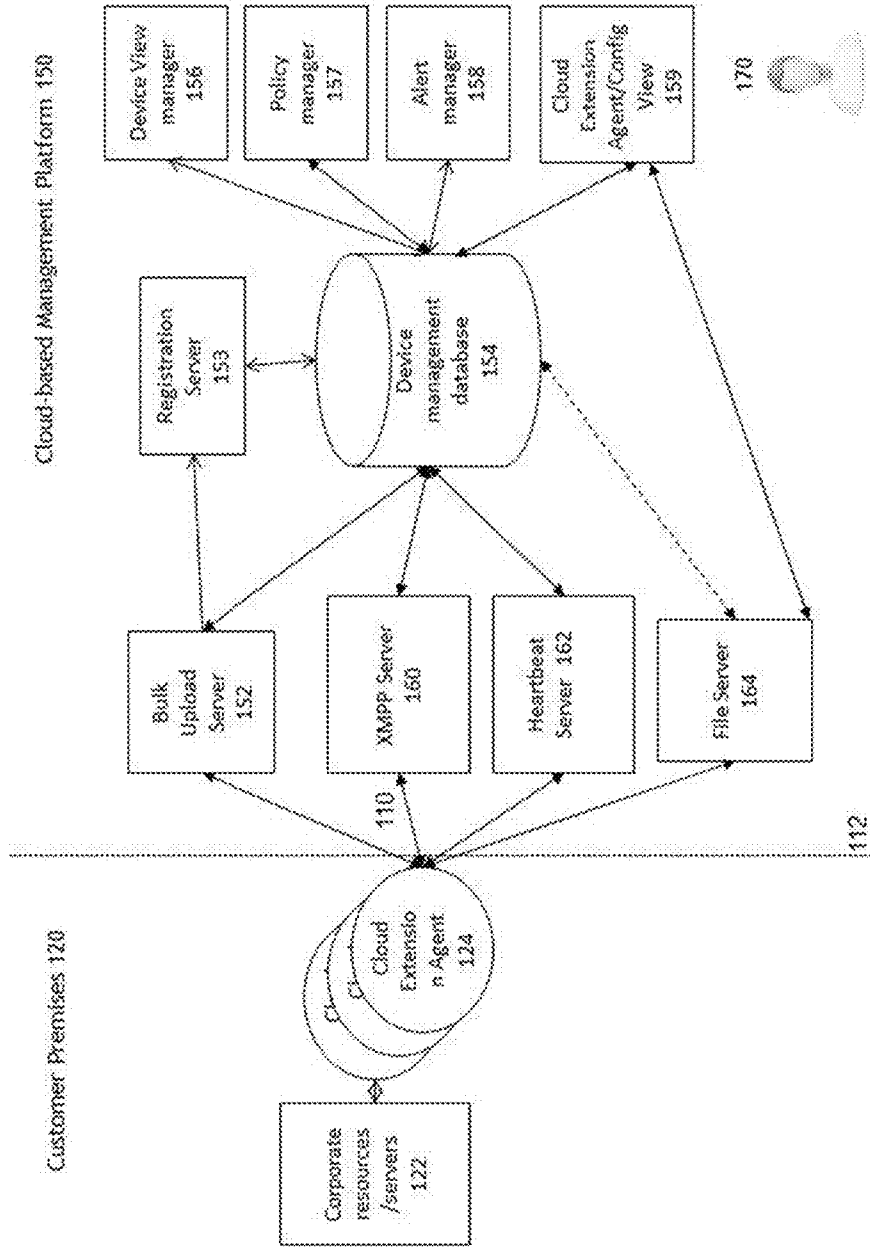 Customer Premises 120
Cloud-based Management Platform 150
Corporate
resources
/servers
122
Cl
C
Cloud
Extensio
n Agent
124
110
112
Bulk
Upload
Server
152
XMPP Server
160
Heartbeat
Server 162
File Server
164
Registration
Server
153
Device
management
database
154
Device View
manager
156
Policy
manager
157
Alert
manager
158
Cloud
Extension
Agent/Config
View
159
170